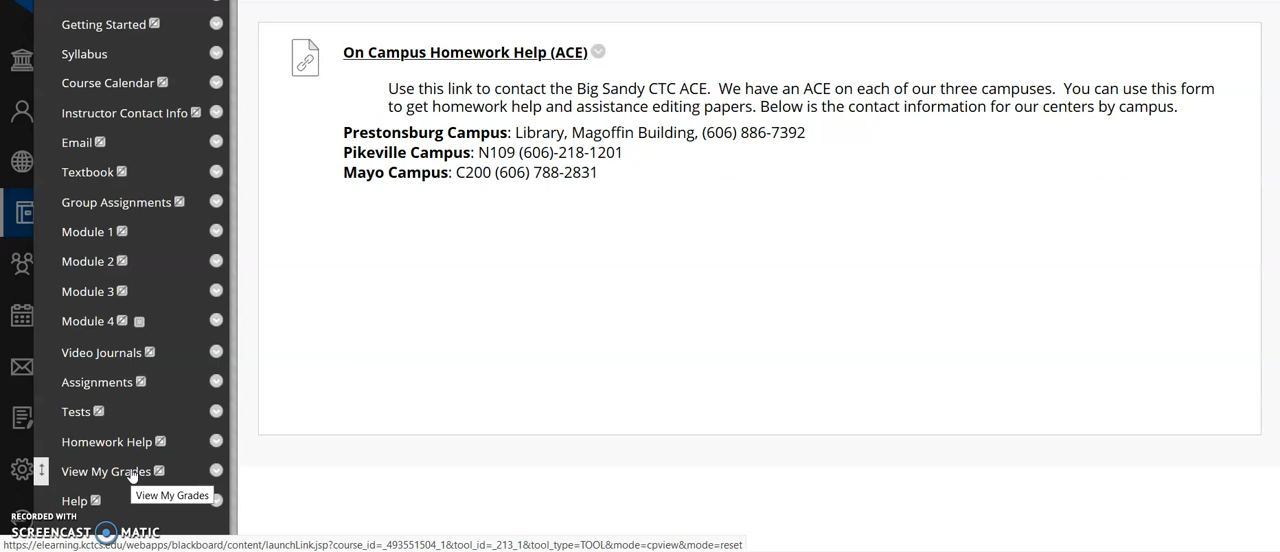 Getting Started
Syllabus
Course Calendar
Instructor Contact Info
Email
Textbook
Group Assignments
Module 1
Module 2
Module 3
Module 4
Video Journals
Assignments
Tests
Homework Help
View My Grades
View My Grades
Help
RECORDED WITH
SCREENCAST MATIC
On Campus Homework Help (ACE)
Use this link to contact the Big Sandy CTC ACE. We have an ACE on each of our three campuses. You can use this form
to get homework help and assistance editing papers. Below is the contact information for our centers by campus.
Prestonsburg Campus: Library, Magoffin Building, (606) 886-7392
Pikeville Campus: N109 (606)-218-1201
Mayo Campus: C200 (606) 788-2831
https://elearning.kctcs.edu/webapps/blackboard/content/launchLink.jsp?course_id=_493551504_1&tool_id=_213_1&tool_type=TOOL&mode=cpview&mode=reset